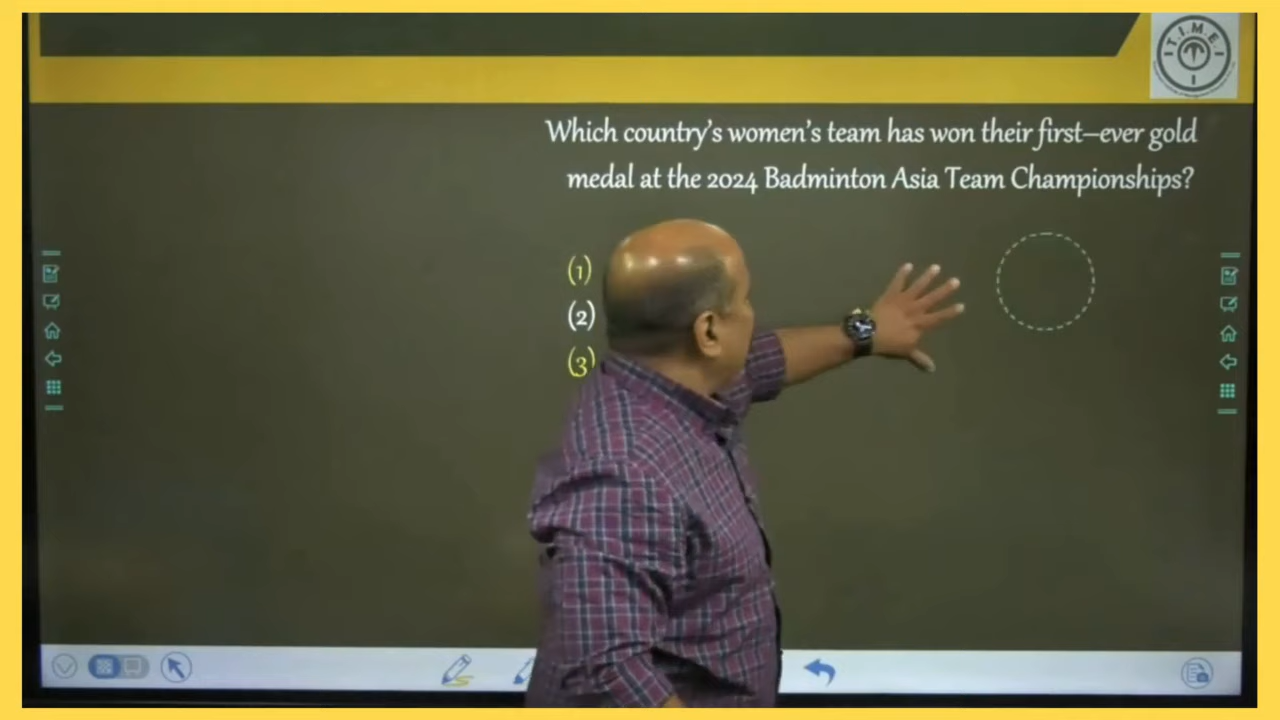 T.I.M.E.
Which country's women's team has won their first–ever gold
medal at the 2024 Badminton Asia Team Championships?
(1)
(2)
(3)